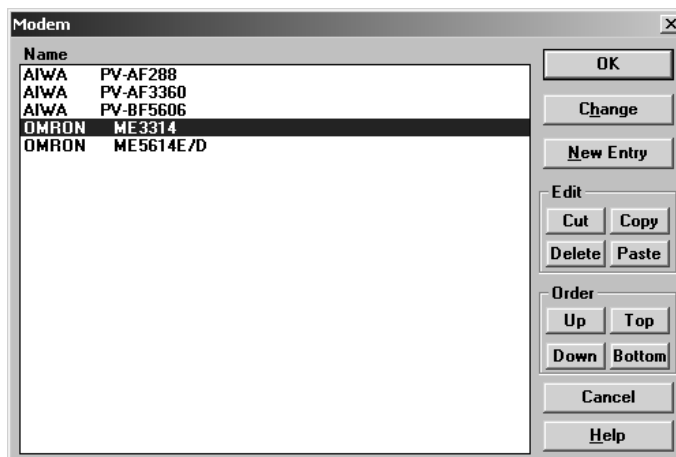 Modem
Name
AIWA PV-AF288
AIWA PV-AF3360
AIWA PV-BF5606
OMRON ME3314
OMRON ME5614E/D
OK
Change
New Entry
Edit
Cut Copy
Delete Paste
Order
Up Top
Down Bottom
Cancel
Help